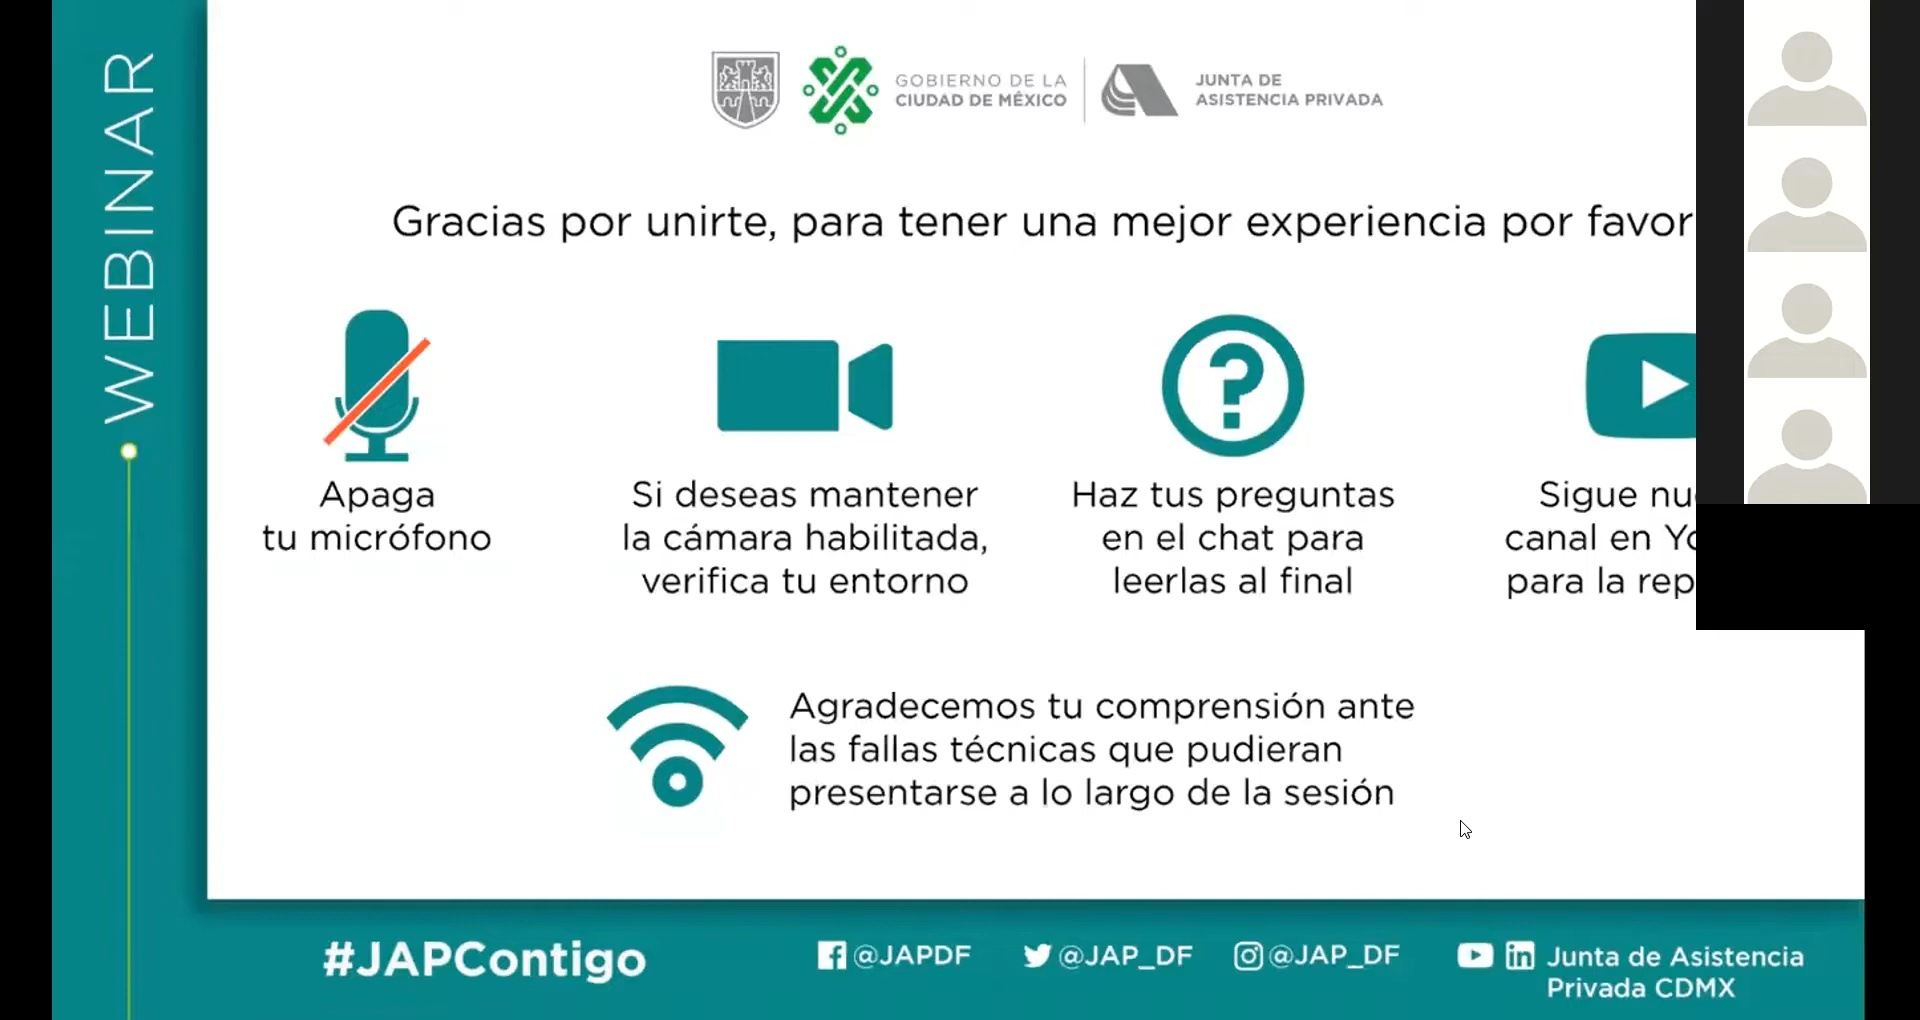 WEBINAR
GOBIERNO DE LA
CIUDAD DE MÉXICO
JUNTA DE
ASISTENCIA PRIVADA
Gracias por unirte, para tener una mejor experiencia por favor
Apaga
tu micrófono
Si deseas mantener
la cámara habilitada,
verifica tu entorno
Haz tus preguntas
en el chat para
leerlas al final
Sigue
canal en
para la
Agradecemos tu comprensión ante
las fallas técnicas que pudieran
presentarse a lo largo de la sesión
#JAPContigo
@JAPDF
@JAP_DF
@JAP_DF
Junta de Asistencia
Privada CDMX